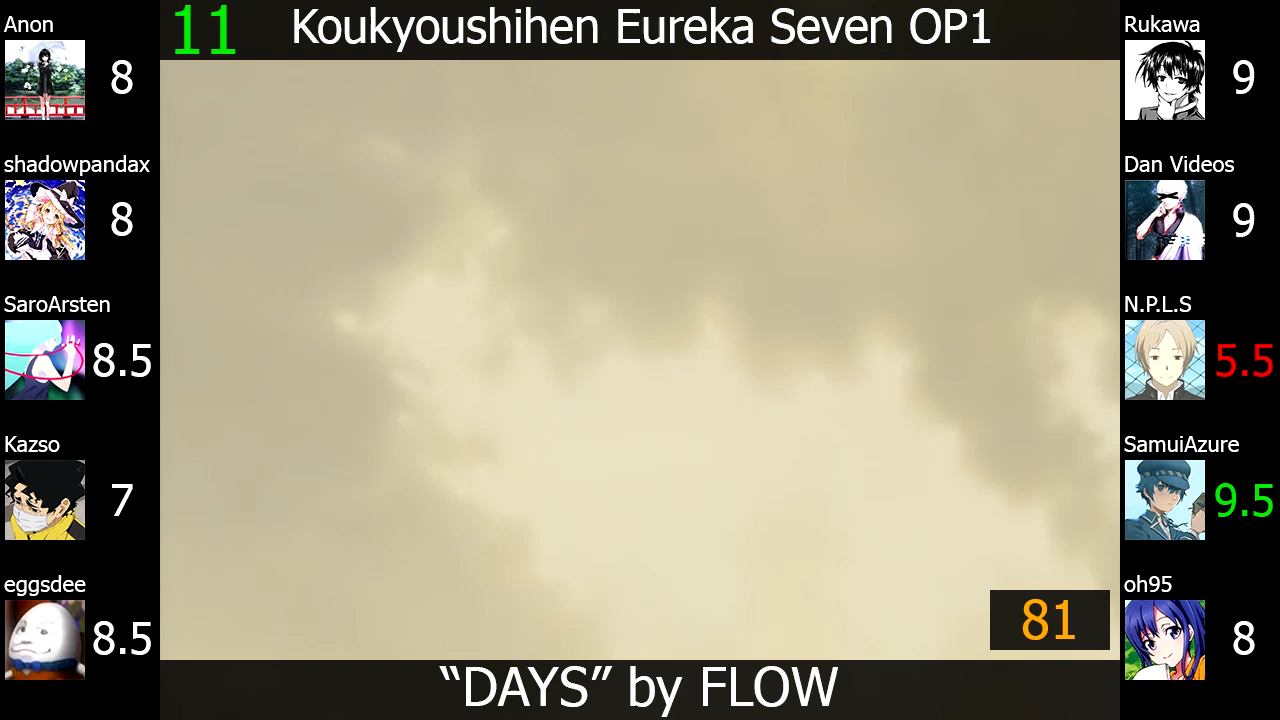 11 Koukyoushihen Eureka Seven OP1
Anon
8
shadowpandax
8
SaroArsten
8.5
Kazso
7
eggsdee
8.5
Rukawa
9
Dan Videos
9
N.P.L.S
5.5
SamuiAzure
9.5
oh95
8
81
“DAYS” by FLOW